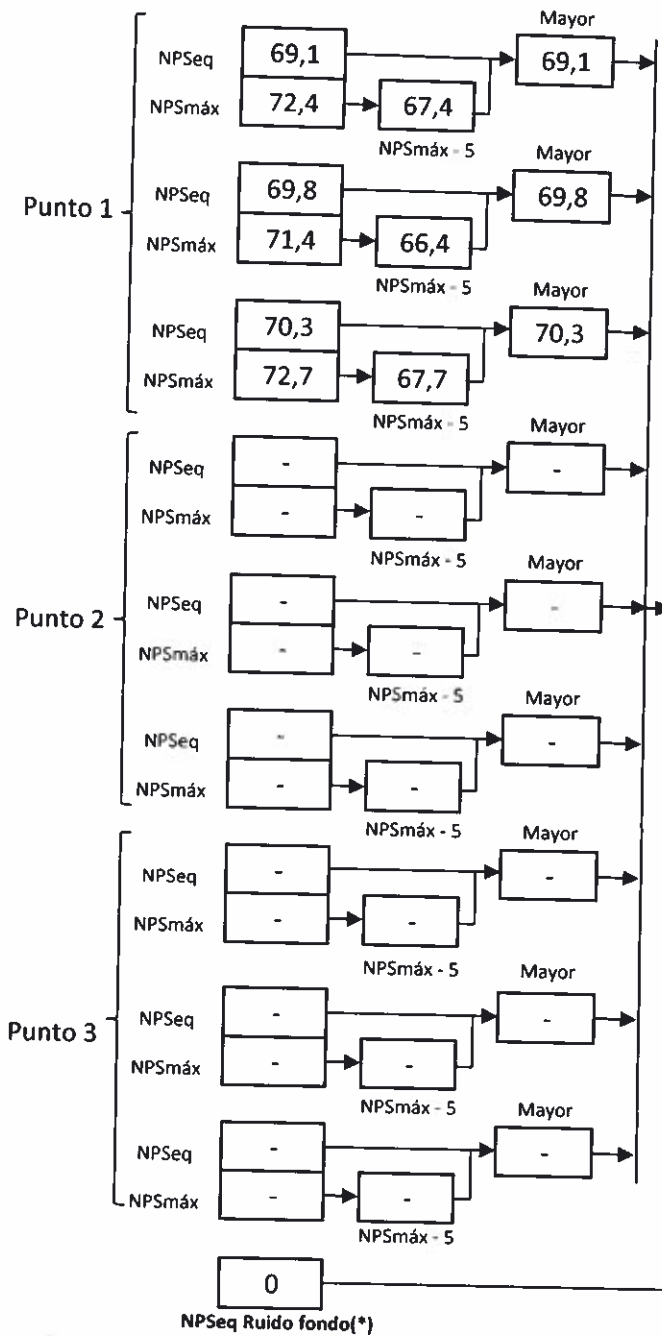 Mayor
NPSeq 69,1 69,1
NPSmáx 72,4 67,4
NPSmáx - 5
Mayor
Punto 1
NPSeq 69,8 69,8
NPSmáx 71,4 66,4
NPSmáx - 5
Mayor
NPSeq 70,3 70,3
NPSmáx 72,7 67,7
NPSmáx - 5
Mayor
NPSeq - -
NPSmáx - -
NPSmáx - 5
Mayor
Punto 2
NPSeq - -
NPSmáx - -
NPSmáx - 5
Mayor
NPSeq - -
NPSmáx - -
NPSmáx - 5
Mayor
NPSeq - -
NPSmáx - -
NPSmáx - 5
Mayor
Punto 3
NPSeq - -
NPSmáx - -
NPSmáx - 5
Mayor
NPSeq - -
NPSmáx - -
NPSmáx - 5
0
NPSeq Ruido fondo(*)